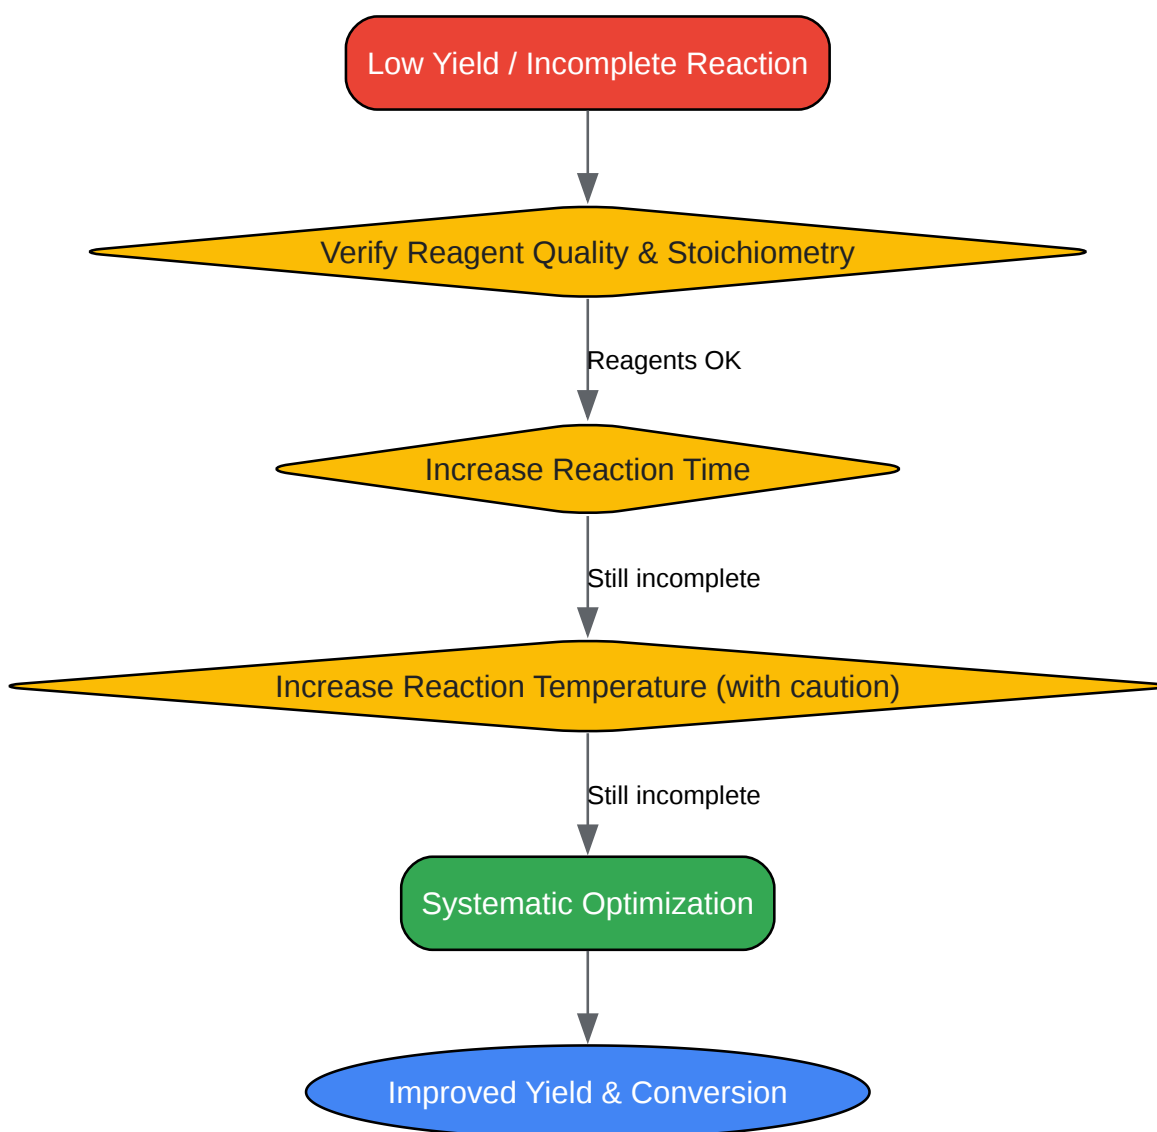 Low Yield / Incomplete Reaction
Verify Reagent Quality & Stoichiometry
Reagents OK
Increase Reaction Time
Still incomplete
Increase Reaction Temperature (with caution)
Still incomplete
Systematic Optimization
Improved Yield & Conversion